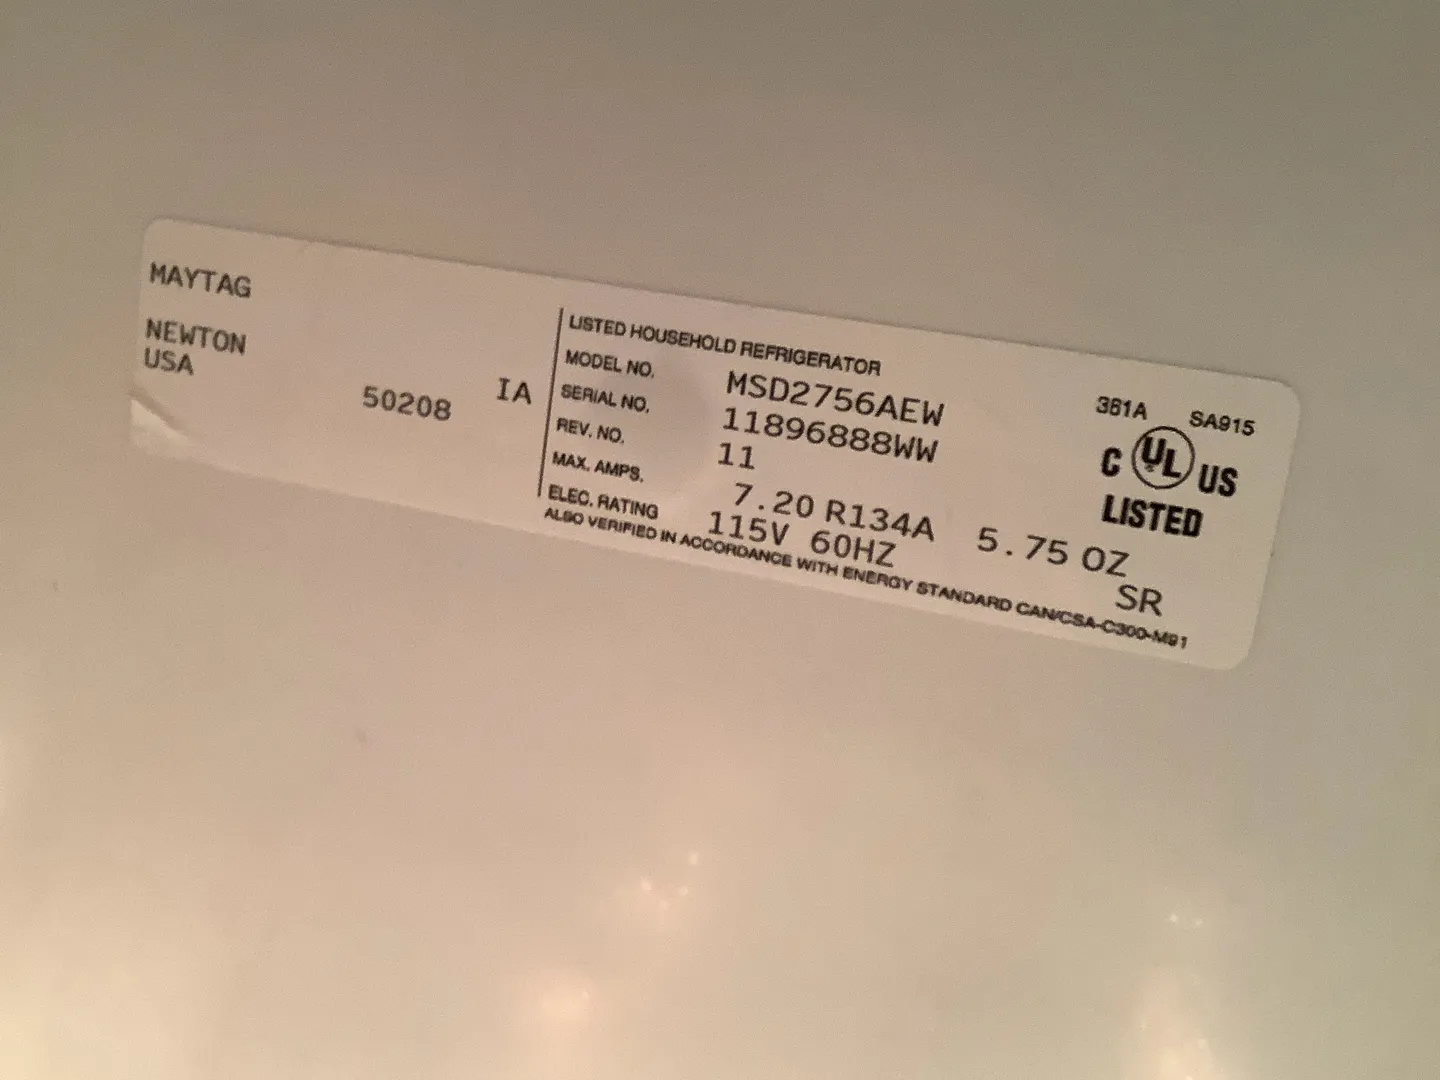 MAYTAG
NEWTON IA 50208
USA
LISTED HOUSEHOLD REFRIGERATOR
MODEL NO. MSD2756AEW
SERIAL NO. 11896888WW
REV. NO. 11
MAX. AMPS. 7.20 R134A 5.75 OZ
ELEC. RATING 115V 60HZ SR
ALSO VERIFIED IN ACCORDANCE WITH ENERGY STANDARD CAN/CSA-C300-M91
361A SA915
C UL US
LISTED